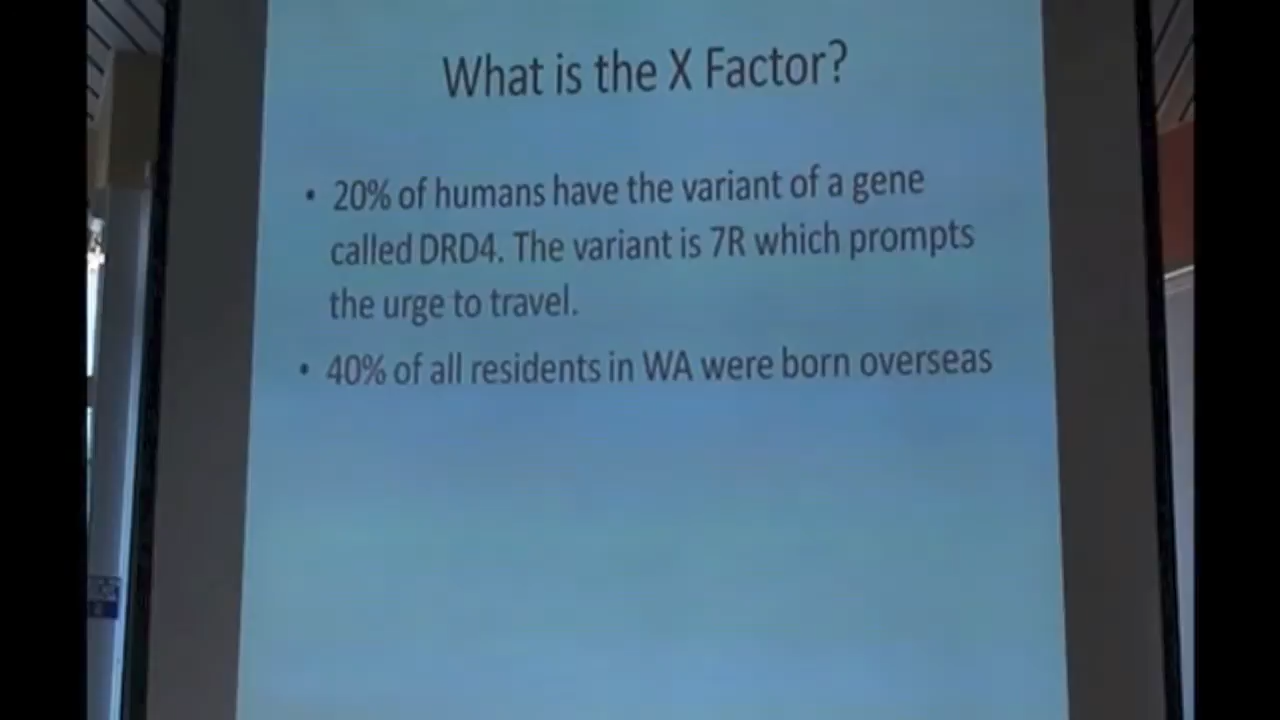 What is the X Factor?
• 20% of humans have the variant of a gene
called DRD4. The variant is 7R which prompts
the urge to travel.
• 40% of all residents in WA were born overseas